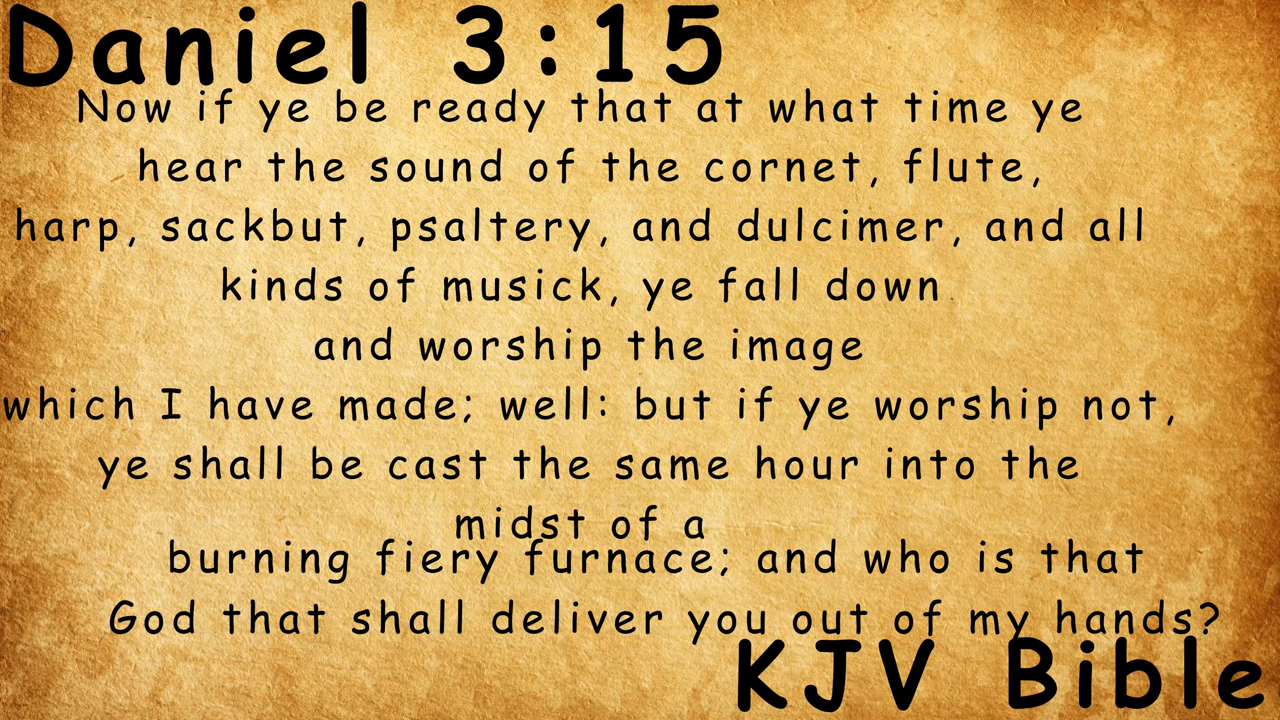 Daniel 3:15
Now if ye be ready that at what time ye
hear the sound of the cornet, flute,
harp, sackbut, psaltery, and dulcimer, and all
kinds of musick, ye fall down
and worship the image
which I have made; well: but if ye worship not,
ye shall be cast the same hour into the
midst of a
burning fiery furnace; and who is that
God that shall deliver you out of my hands?
KJV Bible